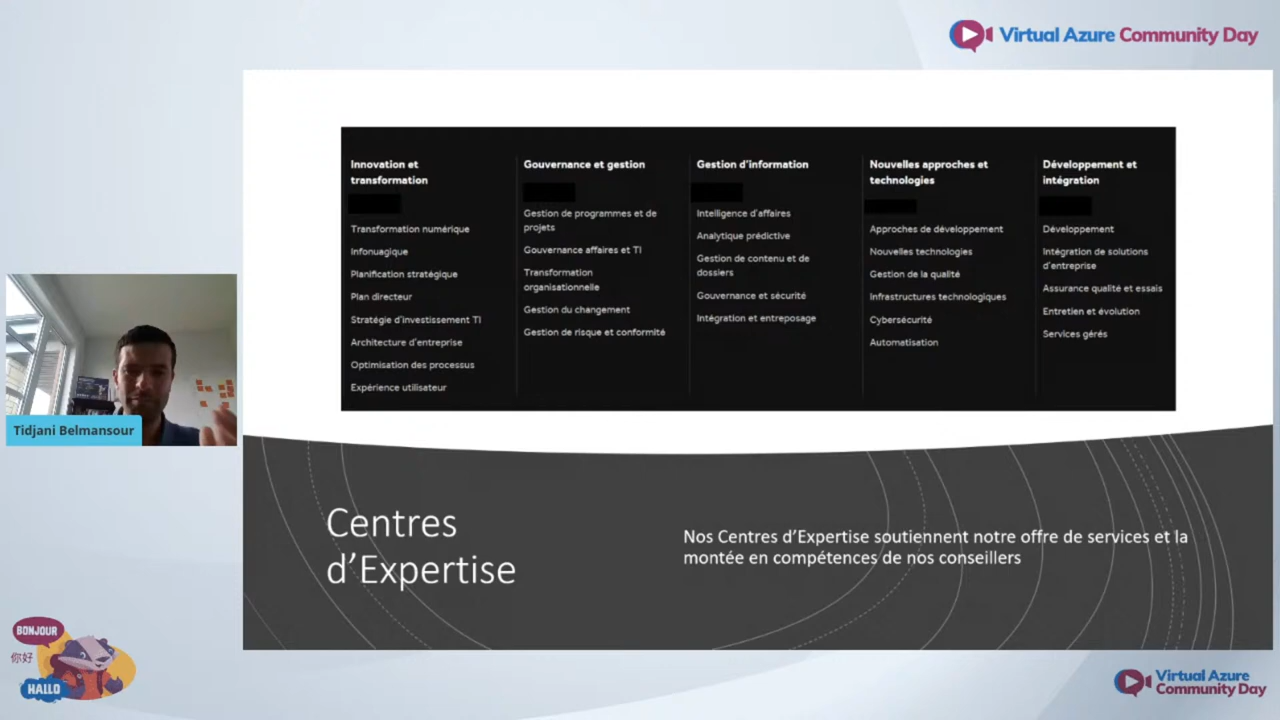 Virtual Azure Community Day
Innovation et
transformation
Transformation numérique
Infonuagique
Planification stratégique
Plan directeur
Stratégie d'investissement TI
Architecture d'entreprise
Optimisation des processus
Expérience utilisateur
Gouvernance et gestion
Gestion de programmes et de
projets
Gouvernance affaires et TI
Transformation
organisationnelle
Gestion du changement
Gestion de risque et conformité
Gestion d'information
Intelligence d'affaires
Analytique prédictive
Gestion de contenu et de
dossiers
Gouvernance et sécurité
Intégration et entreposage
Nouvelles approches et
technologies
Approches de développement
Nouvelles technologies
Gestion de la qualité
Infrastructures technologiques
Cybersécurité
Automatisation
Développement et
intégration
Développement
Intégration de solutions
d'entreprise
Assurance qualité et essais
Entretien et évolution
Services gérés
Tidjani Belmansour
Centres
d'Expertise
Nos Centres d'Expertise soutiennent notre offre de services et la
montée en compétences de nos conseillers
BONJOUR
你好
HALLO
Virtual Azure
Community Day